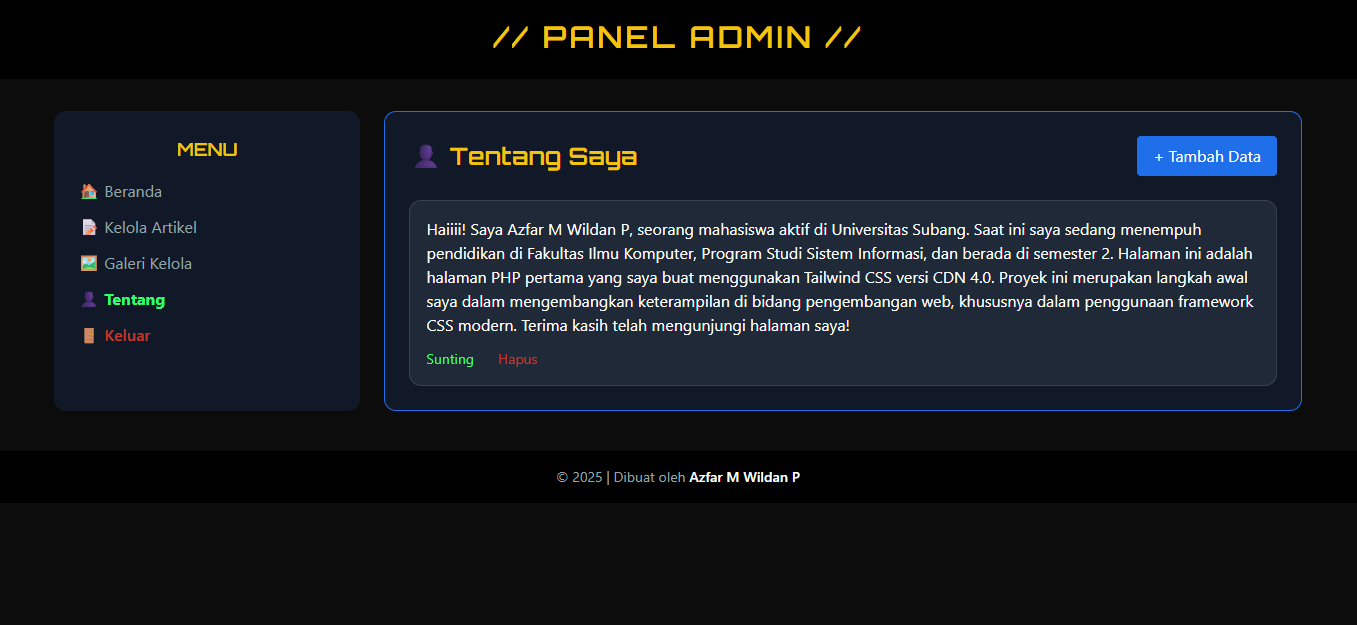 // PANEL ADMIN //
MENU
Beranda
Kelola Artikel
Galeri Kelola
Tentang
Keluar
Tentang Saya
+ Tambah Data
Haiiii! Saya Azfar M Wildan P, seorang mahasiswa aktif di Universitas Subang. Saat ini saya sedang menempuh
pendidikan di Fakultas Ilmu Komputer, Program Studi Sistem Informasi, dan berada di semester 2. Halaman ini adalah
halaman PHP pertama yang saya buat menggunakan Tailwind CSS versi CDN 4.0. Proyek ini merupakan langkah awal
saya dalam mengembangkan keterampilan di bidang pengembangan web, khususnya dalam penggunaan framework
CSS modern. Terima kasih telah mengunjungi halaman saya!
Sunting Hapus
© 2025 | Dibuat oleh Azfar M Wildan P